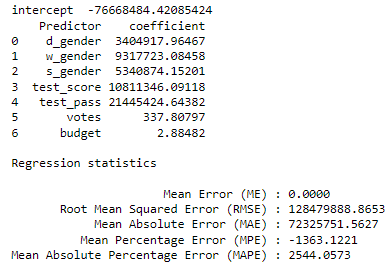 intercept  -76668484.42085424
Predictor coefficient
0 d_gender 3404917.96467
1 w_gender 9317723.08458
2 s_gender 5340874.15201
3 test_score 10811346.09118
4 test_pass 21445424.64382
5 votes 337.80797
6 budget 2.88482
Regression statistics
Mean Error (ME) : 0.0000
Root Mean Squared Error (RMSE) : 128479888.8653
Mean Absolute Error (MAE) : 72325751.5627
Mean Percentage Error (MPE) : -1363.1221
Mean Absolute Percentage Error (MAPE) : 2544.0573